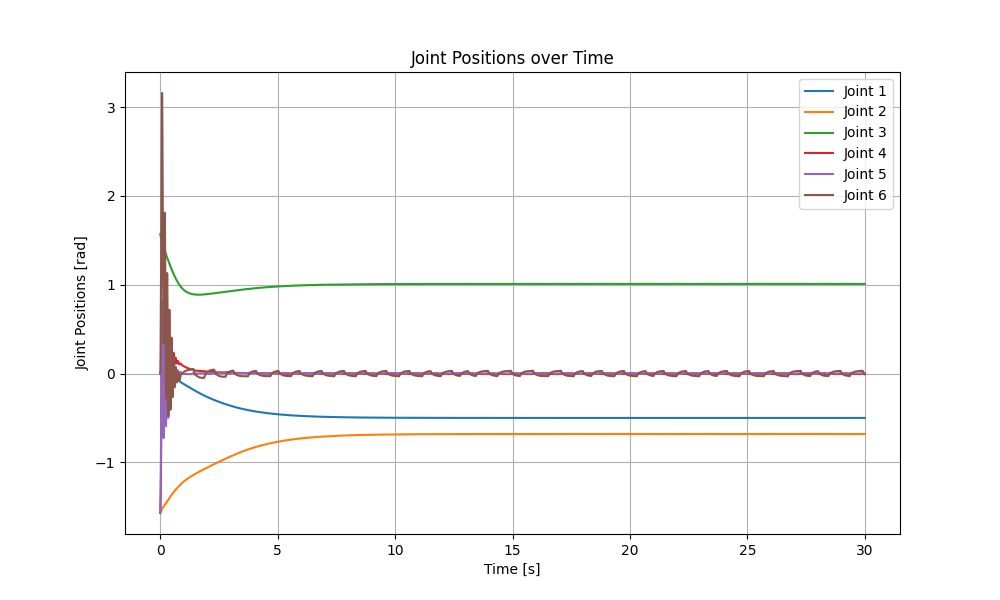 Joint Positions over Time
Joint Positions [rad]
3
2
1
0
−1
0
5
10
15
20
25
30
Time [s]
Joint 1
Joint 2
Joint 3
Joint 4
Joint 5
Joint 6